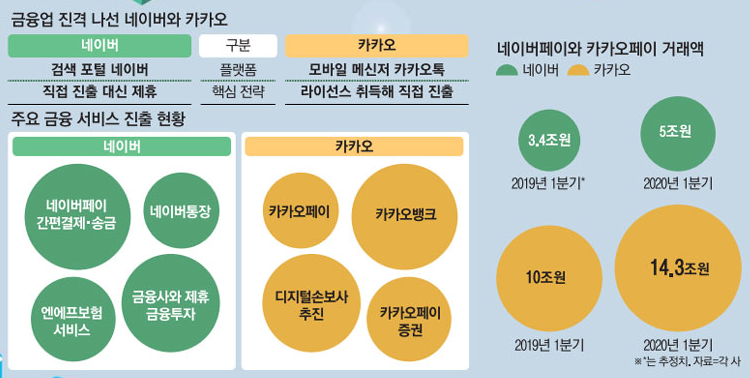 금융업 진격 나선 네이버와 카카오
네이버 구분 카카오
검색 포털 네이버 플랫폼 모바일 메신저 카카오톡
직접 진출 대신 제휴 핵심 전략 라이선스 취득해 직접 진출
주요 금융 서비스 진출 현황
네이버
네이버페이
간편결제·송금
네이버통장
엔에프보험
서비스
금융사와 제휴
금융투자
카카오
카카오페이
카카오뱅크
디지털손보사
추진
카카오페이
증권
네이버페이와 카카오페이 거래액
네이버 카카오
3.4조원 5조원
2019년 1분기* 2020년 1분기
10조원 14.3조원
2019년 1분기 2020년 1분기
※'*'는 추정치. 자료=각 사